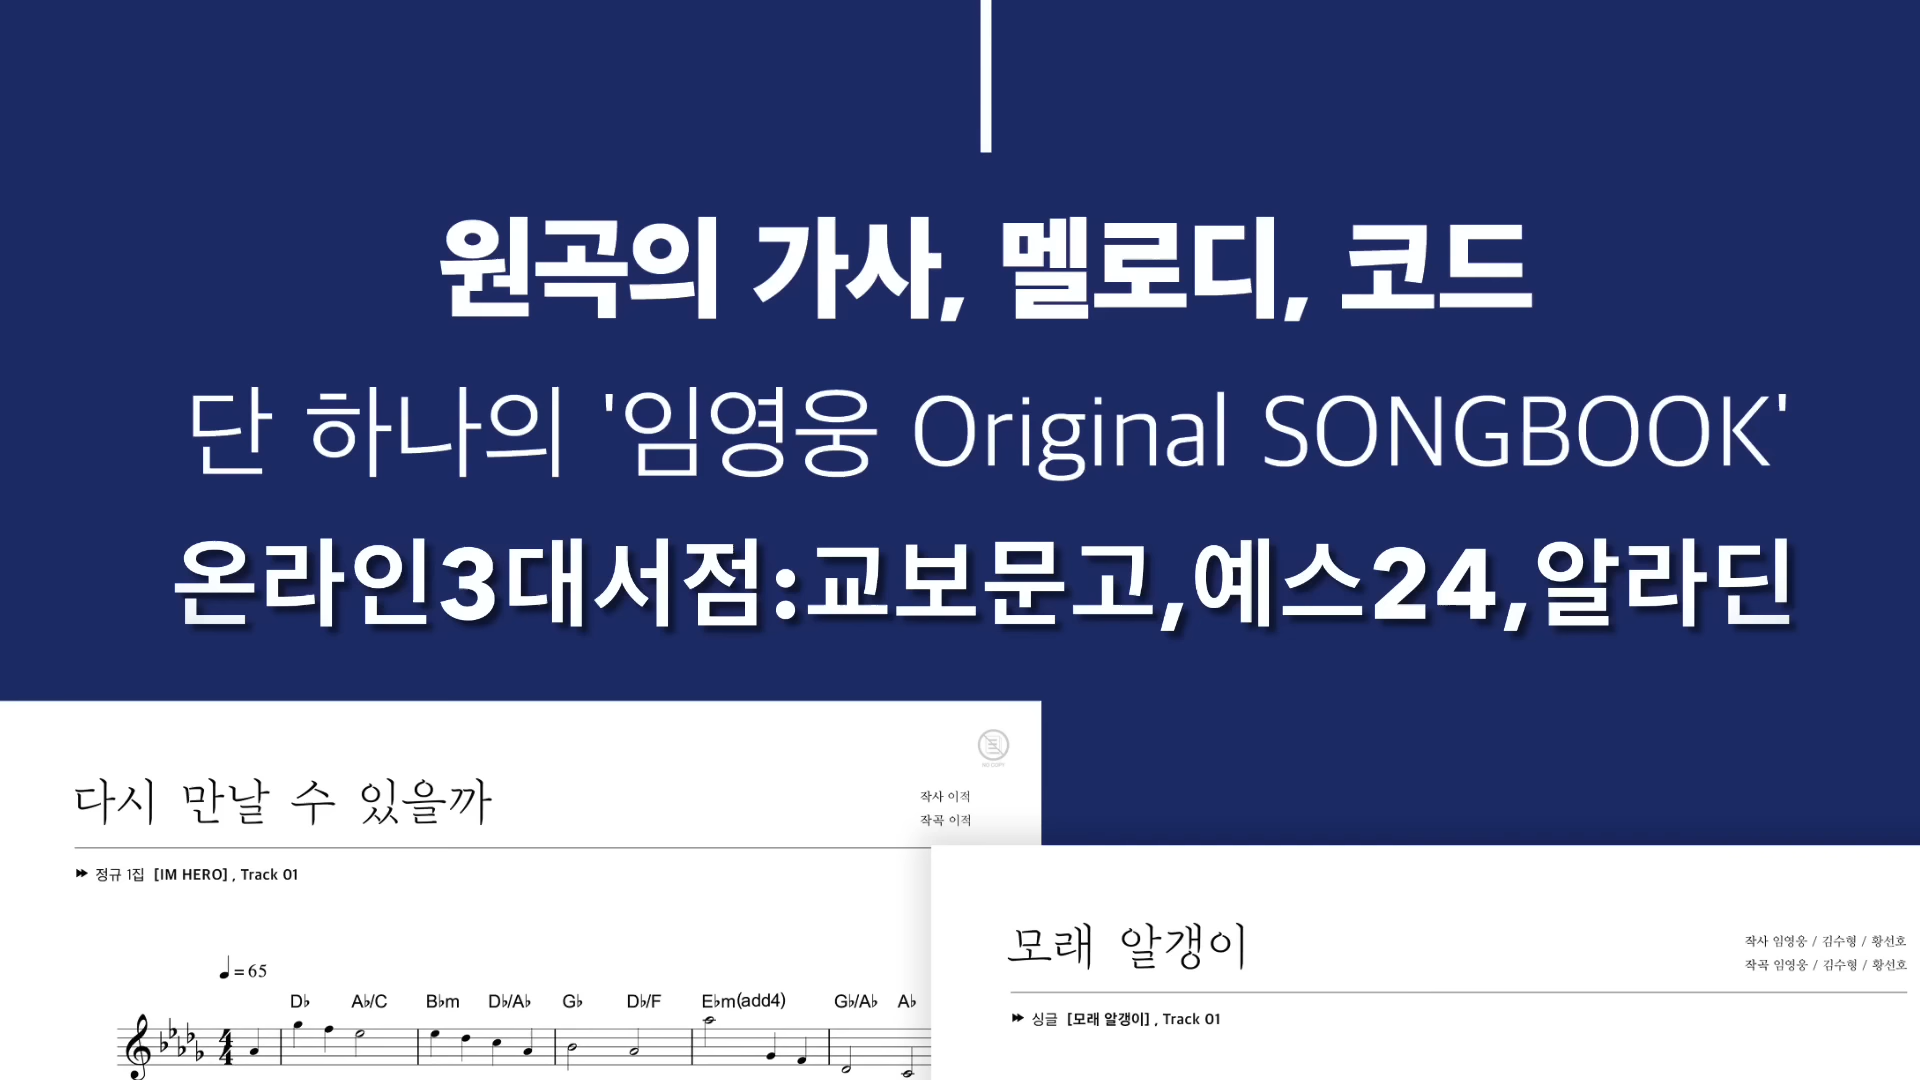 원곡의 가사, 멜로디, 코드
단 하나의 '임영웅 Original SONGBOOK'
온라인3대서점:교보문고,예스24,알라딘
NO COPY
다시 만날 수 있을까
작사 이적
작곡 이적
정규 1집 [IM HERO] , Track 01
♩= 65
D♭ A♭/C B♭m D♭/A♭ G♭ D♭/F E♭m(add4) G♭/A♭ A♭
4
4
모래 알갱이
작사 임영웅 / 김수형 / 황선호
작곡 임영웅 / 김수형 / 황선호
싱글 [모래 알갱이] , Track 01